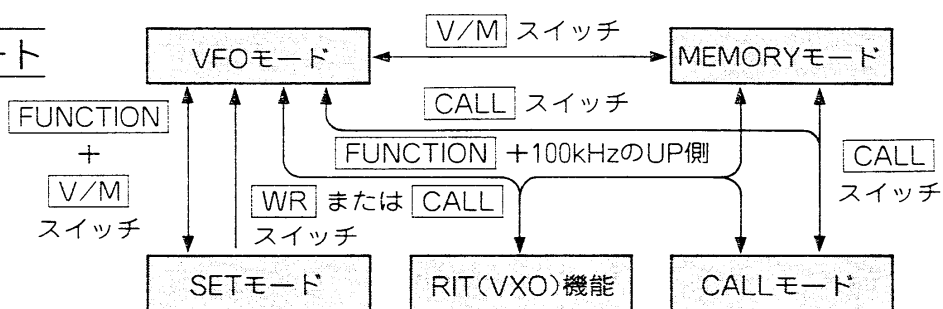 ート
VFOモード
V/M スイッチ
MEMORYモード
FUNCTION
+
V/M
スイッチ
CALL スイッチ
FUNCTION +100kHzのUP側
CALL
スイッチ
WR または CALL
スイッチ
SETモード
RIT(VXO)機能
CALLモード